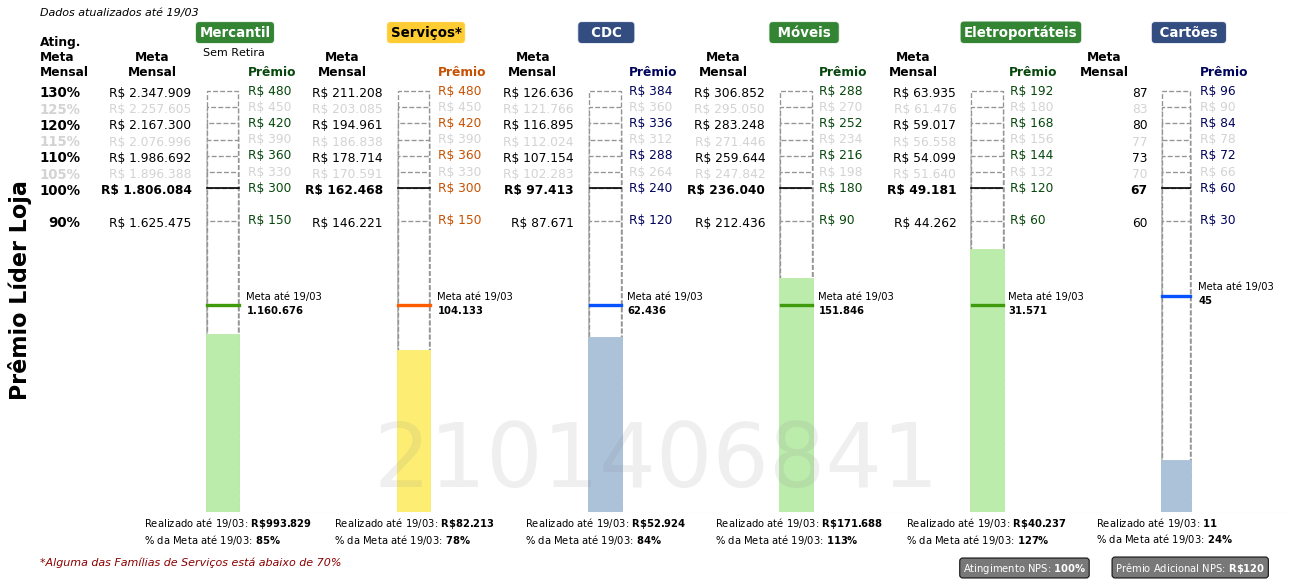 Dados atualizados até 19/03
Mercantil Serviços* CDC Móveis Eletroportáteis Cartões
Sem Retira
Ating. Meta Mensal
Meta Mensal Prêmio Meta Mensal Prêmio Meta Mensal Prêmio Meta Mensal Prêmio Meta Mensal Prêmio Meta Mensal Prêmio
130% R$ 2.347.909 R$ 480 R$ 211.208 R$ 480 R$ 126.636 R$ 384 R$ 306.852 R$ 288 R$ 63.935 R$ 192 87 R$ 96
125% R$ 2.257.605 R$ 450 R$ 203.085 R$ 450 R$ 121.766 R$ 360 R$ 295.050 R$ 270 R$ 61.476 R$ 180 83 R$ 90
120% R$ 2.167.300 R$ 420 R$ 194.961 R$ 420 R$ 116.895 R$ 336 R$ 283.248 R$ 252 R$ 59.017 R$ 168 80 R$ 84
115% R$ 2.076.996 R$ 390 R$ 186.838 R$ 390 R$ 112.024 R$ 312 R$ 271.446 R$ 234 R$ 56.558 R$ 156 77 R$ 78
110% R$ 1.986.692 R$ 360 R$ 178.714 R$ 360 R$ 107.154 R$ 288 R$ 259.644 R$ 216 R$ 54.099 R$ 144 73 R$ 72
105% R$ 1.896.388 R$ 330 R$ 170.591 R$ 330 R$ 102.283 R$ 264 R$ 247.842 R$ 198 R$ 51.640 R$ 132 70 R$ 66
100% R$ 1.806.084 R$ 300 R$ 162.468 R$ 300 R$ 97.413 R$ 240 R$ 236.040 R$ 180 R$ 49.181 R$ 120 67 R$ 60
90% R$ 1.625.475 R$ 150 R$ 146.221 R$ 150 R$ 87.671 R$ 120 R$ 212.436 R$ 90 R$ 44.262 R$ 60 60 R$ 30
Prêmio Líder Loja
Meta até 19/03 Meta até 19/03 Meta até 19/03 Meta até 19/03 Meta até 19/03 Meta até 19/03
1.160.676 104.133 62.436 151.846 31.571 45
2101406841
Realizado até 19/03: R$993.829 Realizado até 19/03: R$82.213 Realizado até 19/03: R$52.924 Realizado até 19/03: R$171.688 Realizado até 19/03: R$40.237 Realizado até 19/03: 11
% da Meta até 19/03: 85% % da Meta até 19/03: 78% % da Meta até 19/03: 84% % da Meta até 19/03: 113% % da Meta até 19/03: 127% % da Meta até 19/03: 24%
*Alguma das Famílias de Serviços está abaixo de 70%
Atingimento NPS: 100% Prêmio Adicional NPS: R$120